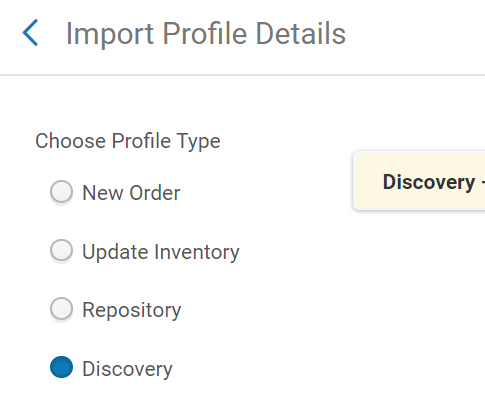 Import Profile Details
Choose Profile Type
New Order
Discovery -
Update Inventory
Repository
Discovery